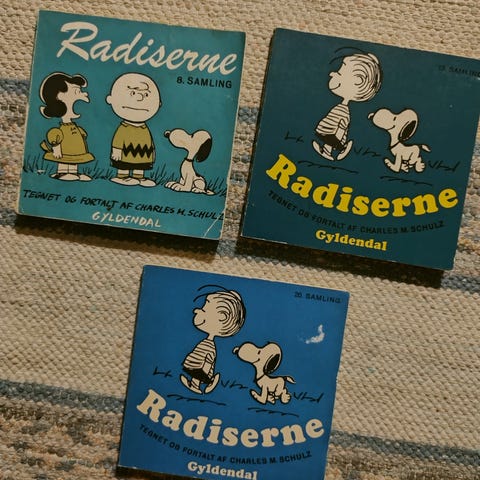 Radiserne
8. SAMLING
TEGNET OG FORTALT AF CHARLES M. SCHULZ
GYLDENDAL
SAMLING
Radiserne
TEGNET OG FORTALT AF CHARLES M. SCHULZ
Gyldendal
20. SAMLING
Radiserne
TEGNET OG FORTALT AF CHARLES M. SCHULZ
Gyldendal